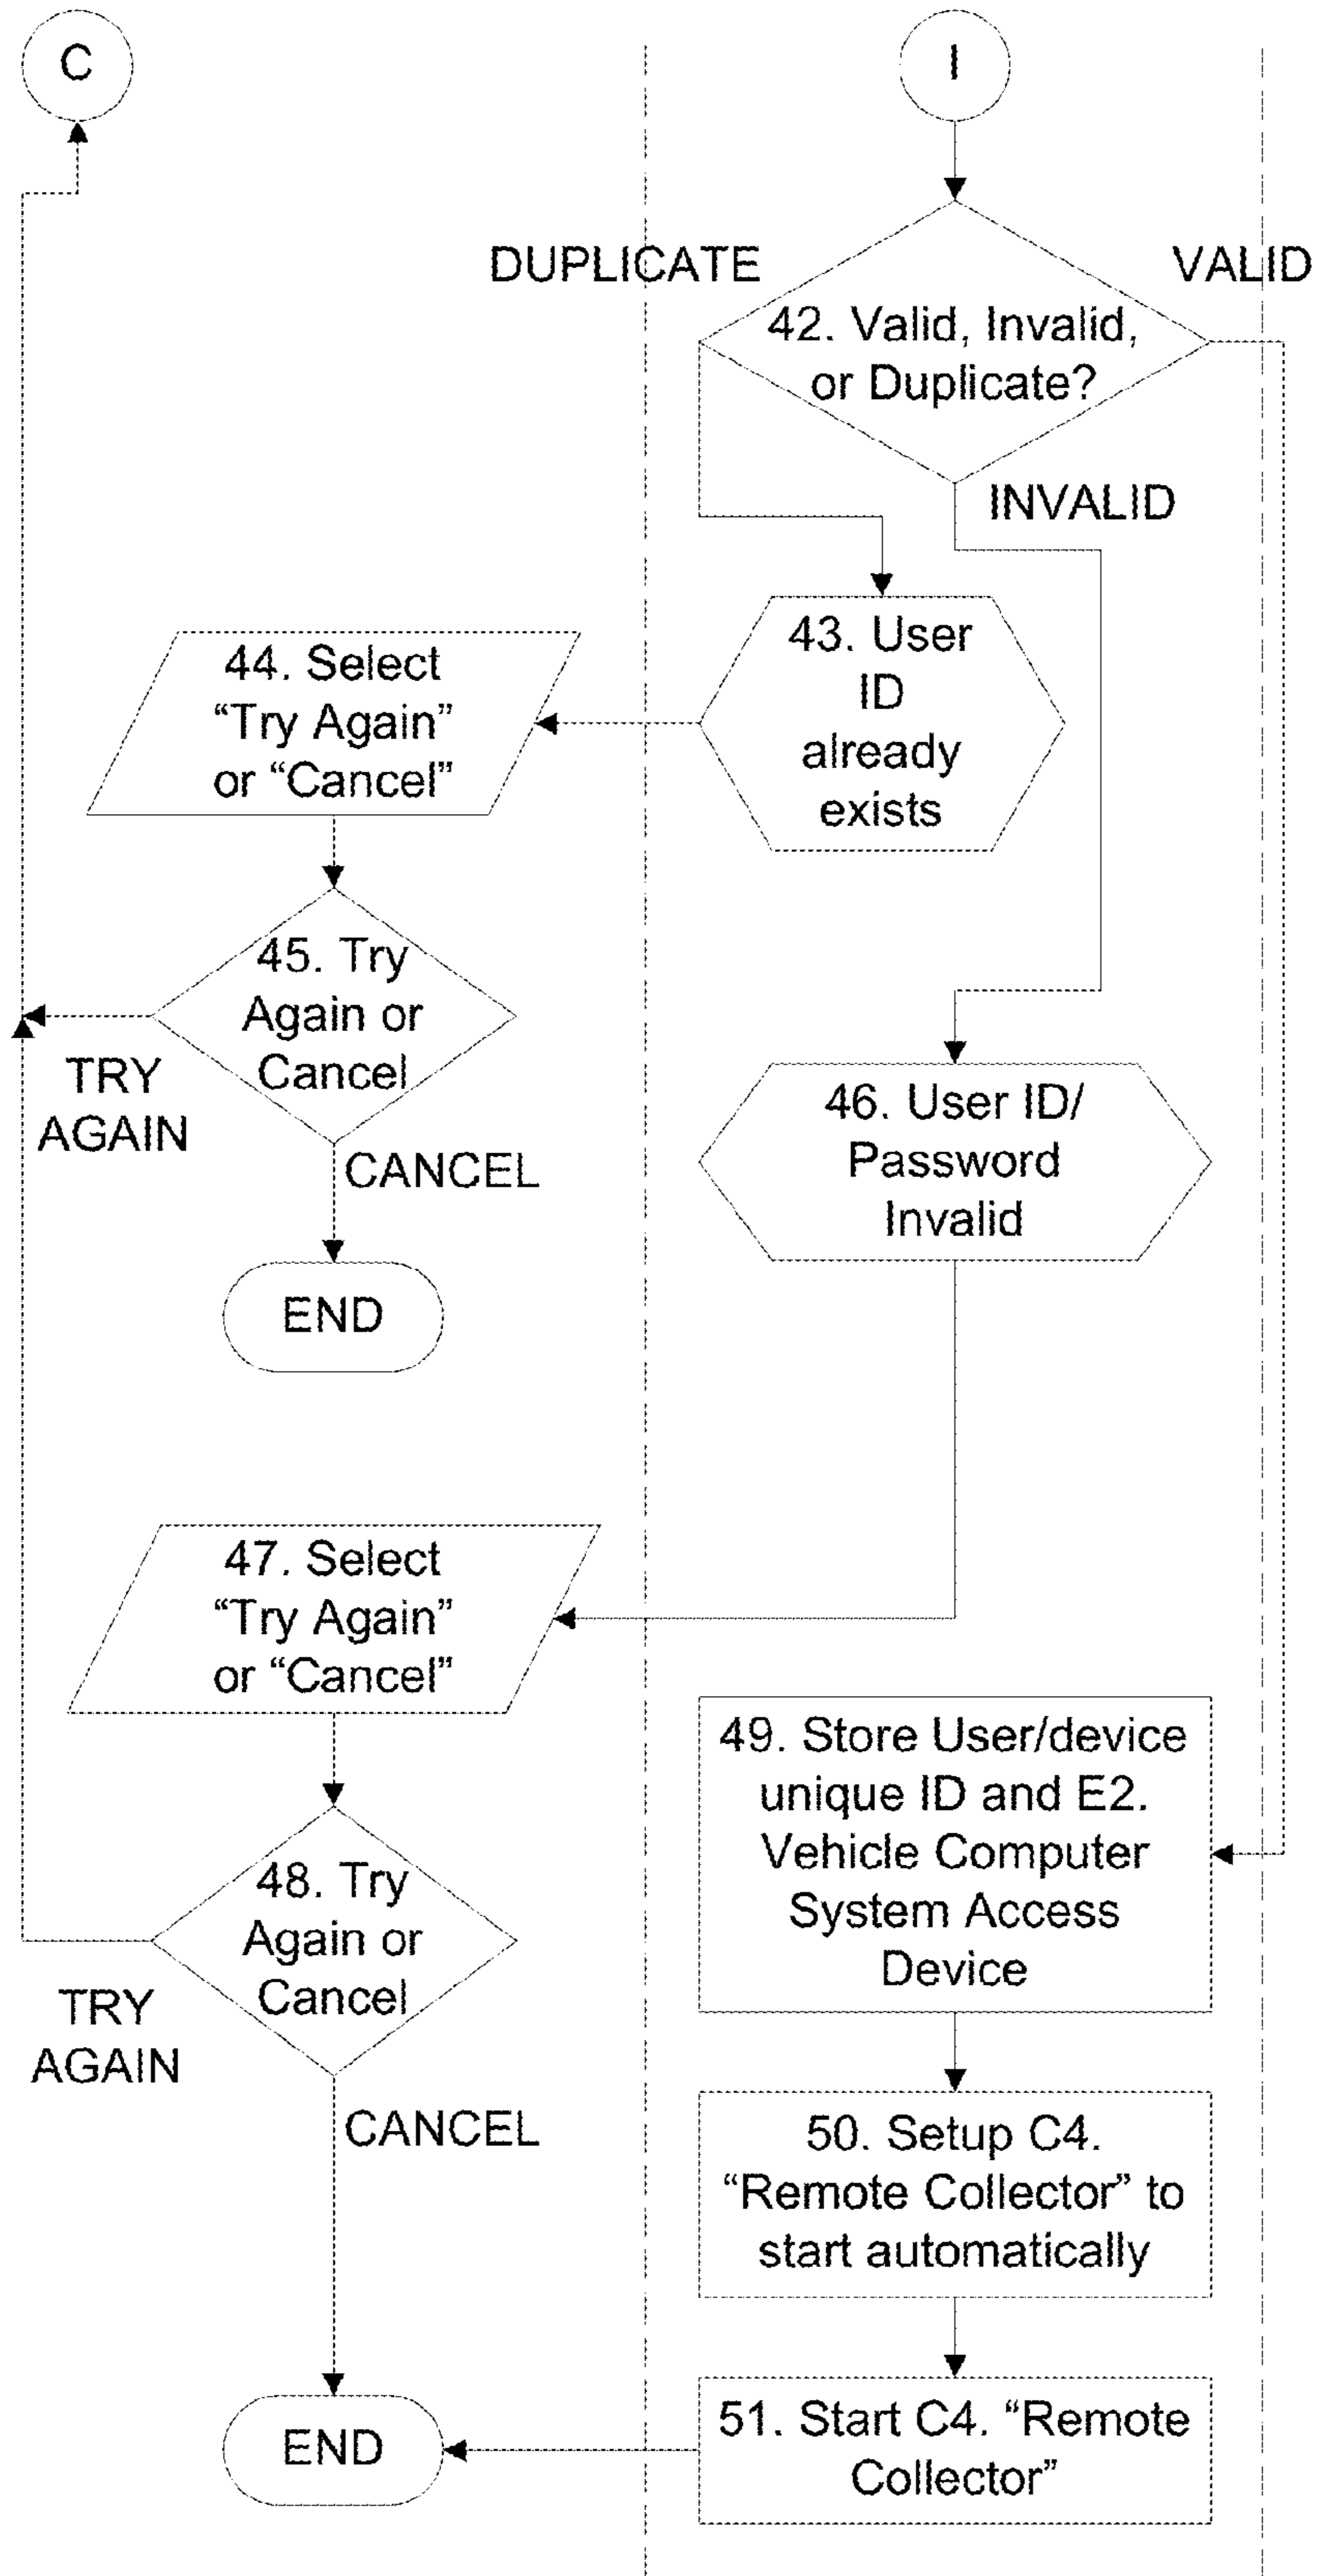 C
I
DUPLICATE
VALID
42. Valid, Invalid,
or Duplicate?
INVALID
43. User
ID
already
exists
44. Select
“Try Again”
or “Cancel”
45. Try
Again or
Cancel
TRY
AGAIN
CANCEL
END
46. User ID/
Password
Invalid
47. Select
“Try Again”
or “Cancel”
48. Try
Again or
Cancel
TRY
AGAIN
CANCEL
49. Store User/device
unique ID and E2.
Vehicle Computer
System Access
Device
50. Setup C4.
“Remote Collector” to
start automatically
51. Start C4. “Remote
Collector”
END